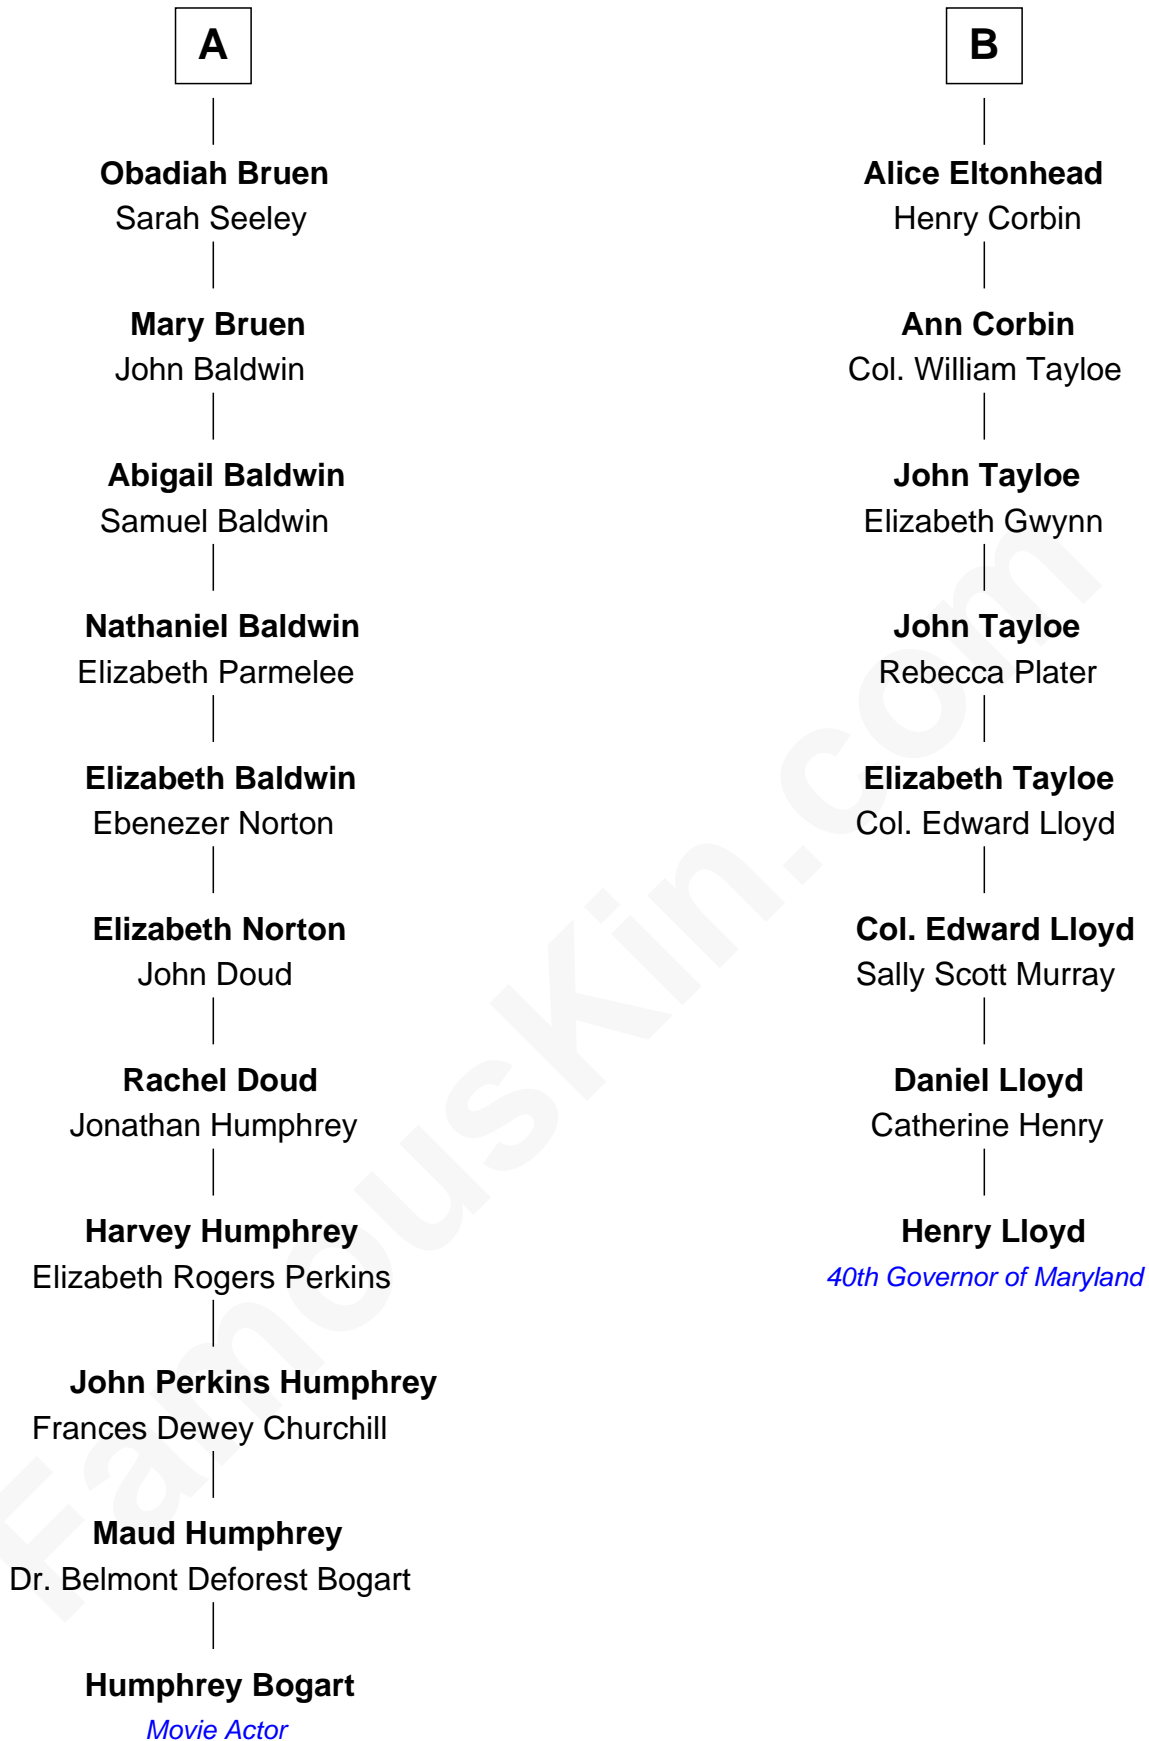 A
Obadiah Bruen
Sarah Seeley
Mary Bruen
John Baldwin
Abigail Baldwin
Samuel Baldwin
Nathaniel Baldwin
Elizabeth Parmelee
Elizabeth Baldwin
Ebenezer Norton
Elizabeth Norton
John Doud
Rachel Doud
Jonathan Humphrey
Harvey Humphrey
Elizabeth Rogers Perkins
John Perkins Humphrey
Frances Dewey Churchill
Maud Humphrey
Dr. Belmont Deforest Bogart
Humphrey Bogart
Movie Actor
B
Alice Eltonhead
Henry Corbin
Ann Corbin
Col. William Tayloe
John Tayloe
Elizabeth Gwynn
John Tayloe
Rebecca Plater
Elizabeth Tayloe
Col. Edward Lloyd
Col. Edward Lloyd
Sally Scott Murray
Daniel Lloyd
Catherine Henry
Henry Lloyd
40th Governor of Maryland
FamousKin.com